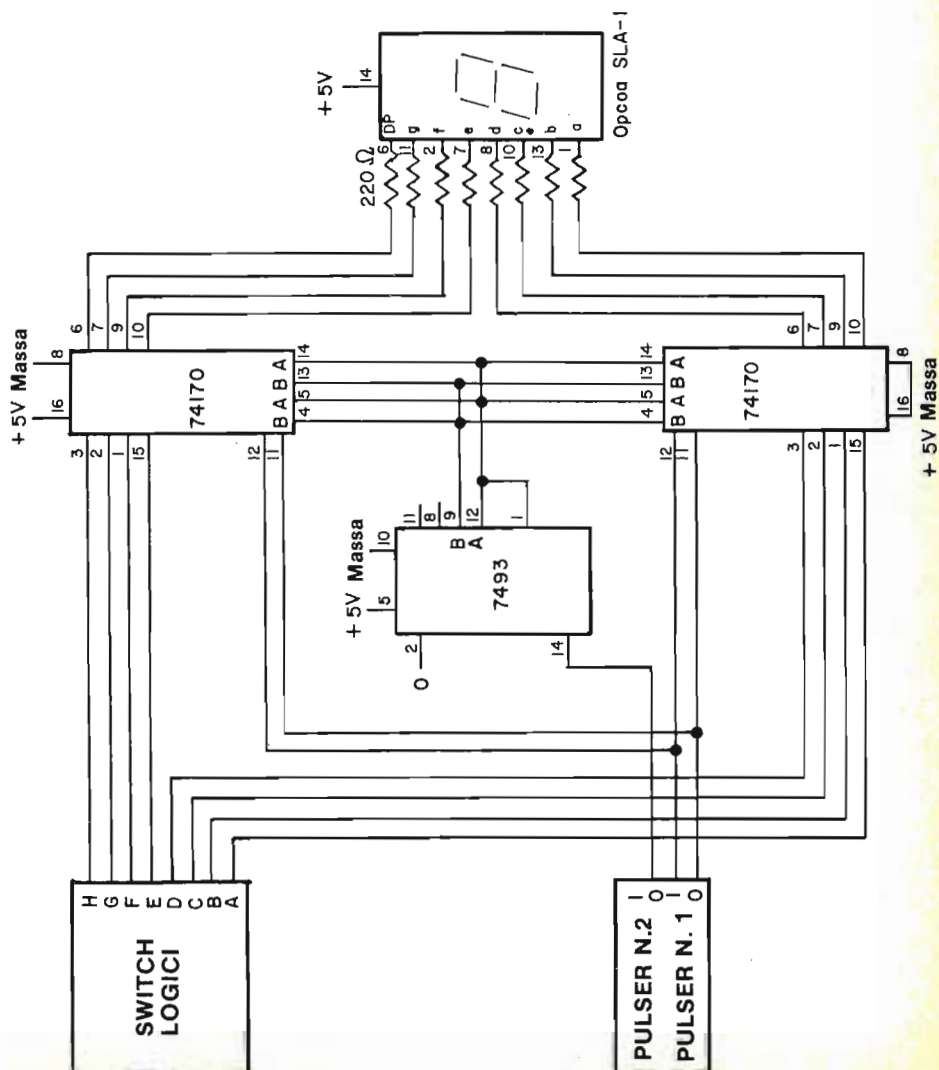 +5V
14
Opcoa SLA-1
220 Ω
6 DP
11 g
2 f
7 e
8 d
10 c
e
13 b
1 a
+5V Massa
16
8
3
2
1
15
6
7
9
10
74170
12
11
B A B A
4 5 13 14
+5V Massa
5
10
2
0
14
7493
11
8
9
12
1
B
A
4 5 13 14
B A B A
12
11
74170
3
2
1
15
6
7
9
10
16
8
+ 5V Massa
SWITCH
LOGICI
H
G
F
E
D
C
B
A
PULSER N.2
1
0
PULSER N. 1
1
0